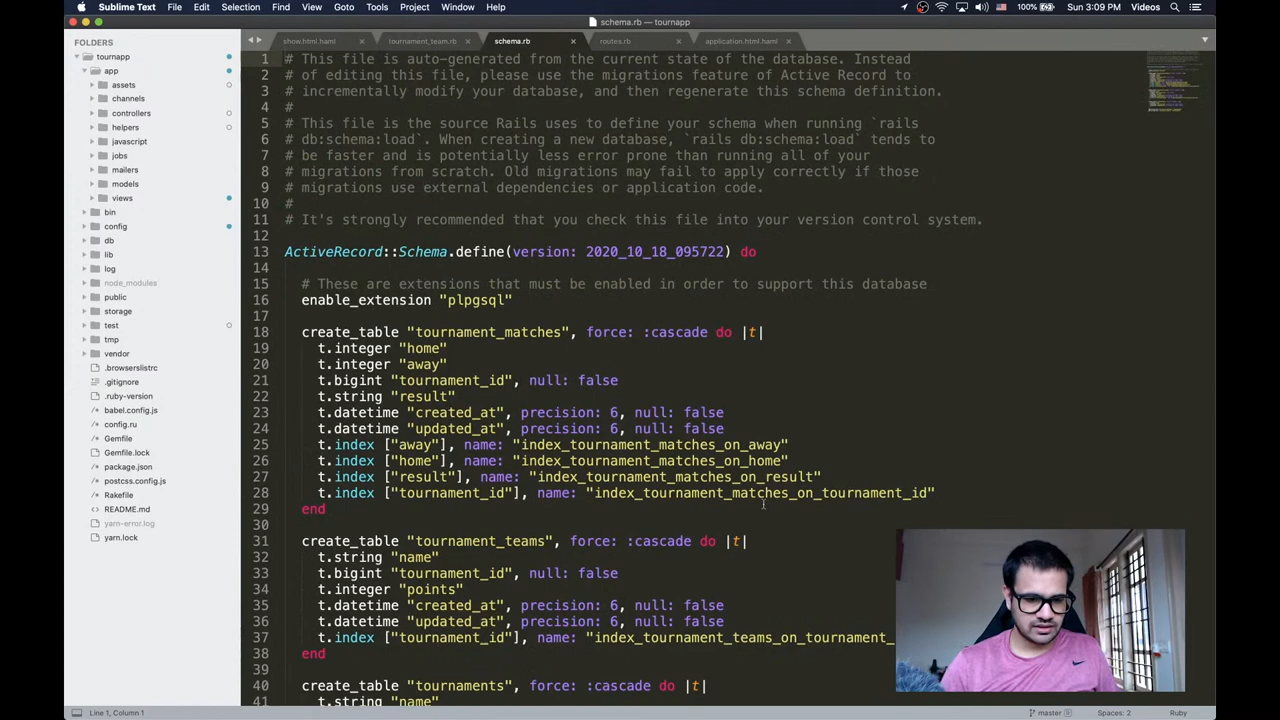 Sublime Text File Edit Selection Find View Goto Tools Project Window Help 100% Sun 3:09 PM Videos
schema.rb — tournapp
FOLDERS
tournapp
app
assets
channels
controllers
helpers
javascript
jobs
mailers
models
views
bin
config
db
lib
log
node_modules
public
storage
test
tmp
vendor
.browserslistrc
.gitignore
.ruby-version
babel.config.js
config.ru
Gemfile
Gemfile.lock
package.json
postcss.config.js
Rakefile
README.md
yarn-error.log
yarn.lock
show.html.haml tournament_team.rb schema.rb routes.rb application.html.haml
1 # This file is auto-generated from the current state of the database. Instead
2 # of editing this file, please use the migrations feature of Active Record to
3 # incrementally modify your database, and then regenerate this schema definition.
4 #
5 # This file is the source Rails uses to define your schema when running `rails
6 # db:schema:load`. When creating a new database, `rails db:schema:load` tends to
7 # be faster and is potentially less error prone than running all of your
8 # migrations from scratch. Old migrations may fail to apply correctly if those
9 # migrations use external dependencies or application code.
10 #
11 # It's strongly recommended that you check this file into your version control system.
12
13 ActiveRecord::Schema.define(version: 2020_10_18_095722) do
14
15 # These are extensions that must be enabled in order to support this database
16 enable_extension "plpgsql"
17
18 create_table "tournament_matches", force: :cascade do |t|
19 t.integer "home"
20 t.integer "away"
21 t.bigint "tournament_id", null: false
22 t.string "result"
23 t.datetime "created_at", precision: 6, null: false
24 t.datetime "updated_at", precision: 6, null: false
25 t.index ["away"], name: "index_tournament_matches_on_away"
26 t.index ["home"], name: "index_tournament_matches_on_home"
27 t.index ["result"], name: "index_tournament_matches_on_result"
28 t.index ["tournament_id"], name: "index_tournament_matches_on_tournament_id"
29 end
30
31 create_table "tournament_teams", force: :cascade do |t|
32 t.string "name"
33 t.bigint "tournament_id", null: false
34 t.integer "points"
35 t.datetime "created_at", precision: 6, null: false
36 t.datetime "updated_at", precision: 6, null: false
37 t.index ["tournament_id"], name: "index_tournament_teams_on_tournament_
38 end
39
40 create_table "tournaments", force: :cascade do |t|
41 t.string "name"
Line 1, Column 1 master 5 Spaces: 2 Ruby